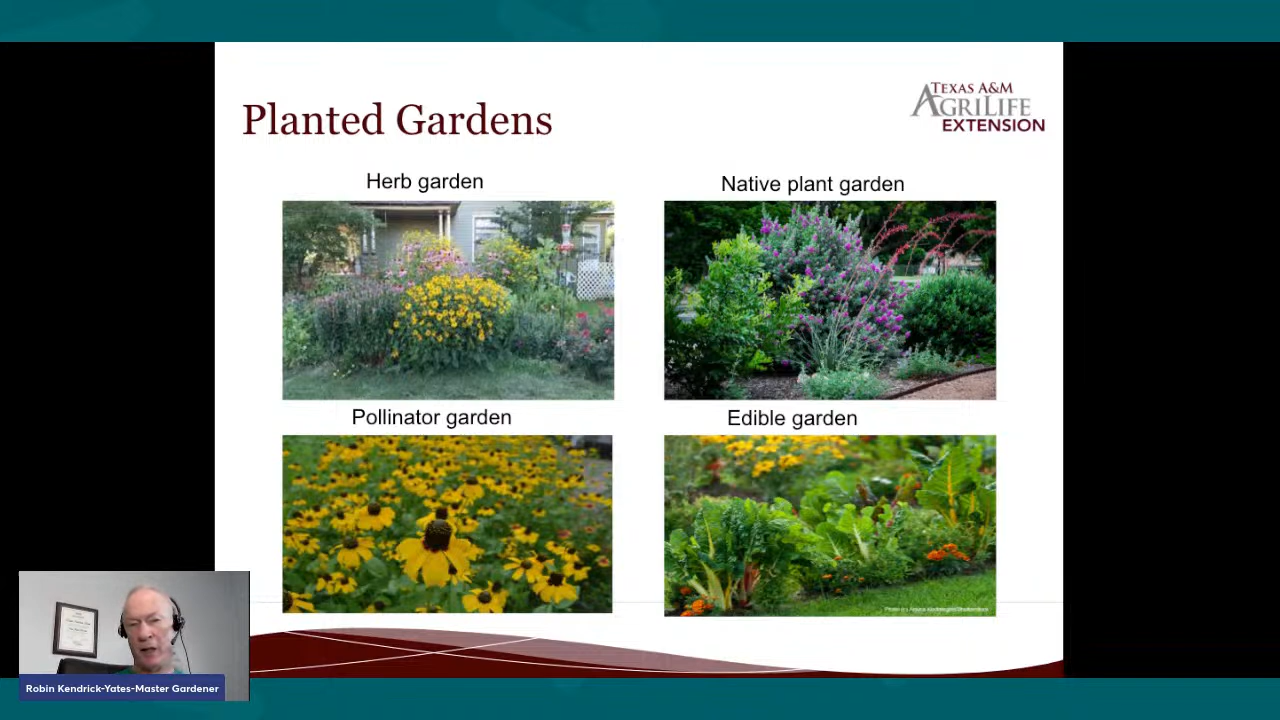 TEXAS A&M
AGRILIFE
EXTENSION
Planted Gardens
Herb garden
Native plant garden
Pollinator garden
Edible garden
Robin Kendrick-Yates-Master Gardener